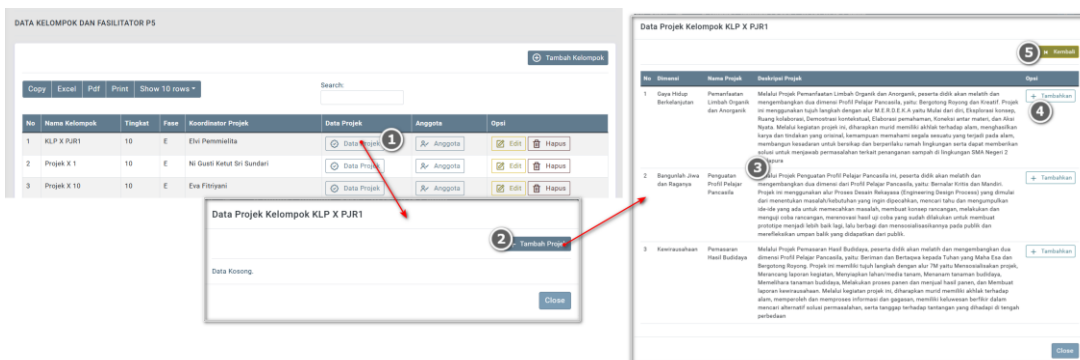 DATA KELOMPOK DAN FASILITATOR P5
Tambah Kelompok
Copy Excel Pdf Print Show 10 rows
Search:
No Nama Kelompok Tingkat Fase Koordinator Projek Data Projek Anggota Opsi
1 KLP X PJR1 10 E Elvi Pemmielita Data Projek 1 Anggota Edit Hapus
2 Projek X 1 10 E Ni Gusti Ketut Sri Sundari Data Projek Anggota Edit Hapus
3 Projek X 10 10 E Eva Fitriyani Data Projek Anggota Edit Hapus
Data Projek Kelompok KLP X PJR1
2 Tambah Projek
Data Kosong.
Close
Data Projek Kelompok KLP X PJR1
5 Kembali
No Dimensi Nama Projek Deskripsi Projek Opsi
1 Gaya Hidup Pemanfaatan Melalui Projek Pemanfaatan Limbah Organik dan Anorganik, peserta didik akan melatih dan + Tambahkan
Berkelanjutan Limbah Organik mengembangkan dua dimensi Profil Pelajar Pancasila, yaitu: Bergotong Royong dan Kreatif. Projek
dan Anorganik ini menggunakan tujuh langkah dengan alur M.E.R.D.E.K.A yaitu Mulai dari diri, Eksplorasi konsep,
4
Ruang kolaborasi, Demostrasi kontekstual, Elaborasi pemahaman, Koneksi antar materi, dan Aksi
Nyata. Melalui kegiatan projek ini, diharapkan murid memiliki akhlak terhadap alam, menghasilkan
karya dan tindakan yang orisinal, kemampuan memahami segala sesuatu yang terjadi pada alam,
membangun kesadaran untuk bersikap dan berperilaku ramah lingkungan serta dapat memberikan
solusi untuk menjawab permasalahan terkait penanganan sampah di lingkungan SMA Negeri 2
3
2 Bangunlah Jiwa Penguatan Melalui Projek Penguatan Profil Pelajar Pancasila ini, peserta didik akan melatih dan + Tambahkan
dan Raganya Profil Pelajar mengembangkan dua dimensi dari Profil Pelajar Pancasila, yaitu: Bernalar Kritis dan Mandiri.
Pancasila Projek ini menggunakan alur Proses Desain Rekayasa (Engineering Design Process) yang dimulai
dari menentukan masalah/kebutuhan yang ingin dipecahkan, mencari tahu dan mengumpulkan
ide-ide yang ada untuk memecahkan masalah, membuat konsep rancangan, melakukan dan
menguji coba rancangan, merenovasi hasil uji coba yang sudah dilakukan untuk membuat
prototipe menjadi lebih baik lagi, lalu berbagi dan mensosialisasikannya pada publik dan
merefleksikan umpan balik yang didapatkan dari publik.
3 Kewirausahaan Pemasaran Melalui Projek Pemasaran Hasil Budidaya, peserta didik akan melatih dan mengembangkan dua + Tambahkan
Hasil Budidaya dimensi Profil Pelajar Pancasila, yaitu: Beriman dan Bertaqwa kepada Tuhan yang Maha Esa dan
Bergotong Royong. Projek ini memiliki tujuh langkah dengan alur 7M yaitu Mensosialisakan projek,
Merancang laporan kegiatan, Menyiapkan lahan/media tanam, Menanam tanaman budidaya,
Memelihara tanaman budidaya, Melakukan proses panen dan menjual hasil panen, dan Membuat
laporan kewirausahaan. Melalui kegiatan projek ini, diharapkan murid memiliki akhlak terhadap
alam, memperoleh dan memproses informasi dan gagasan, memiliki keluwesan berfikir dalam
mencari alternatif solusi permasalahan, serta tanggap terhadap tantangan yang dihadapi di tengah
perbedaan
Close